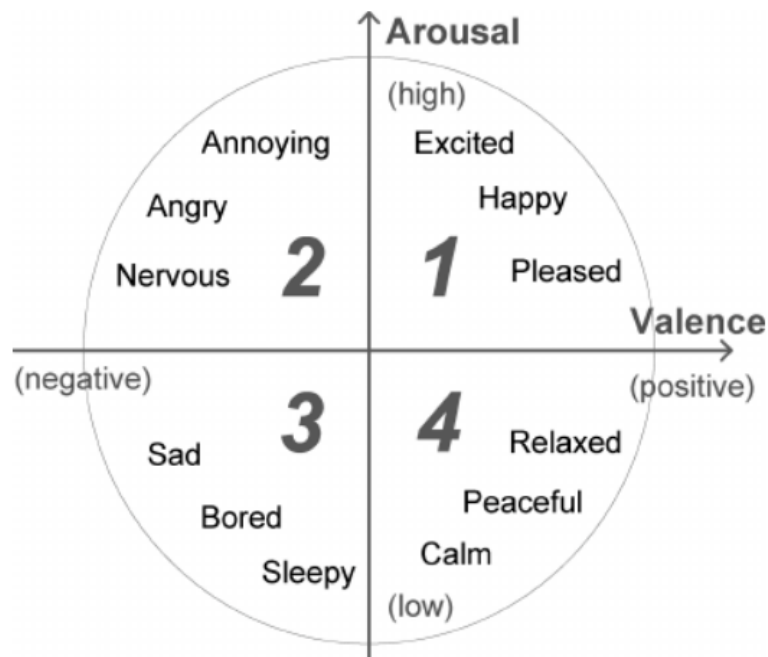 Arousal
(high)
Annoying
Excited
Angry
Happy
Nervous
2
1
Pleased
Valence
(negative)
(positive)
3
4
Sad
Relaxed
Bored
Peaceful
Sleepy
Calm
(low)